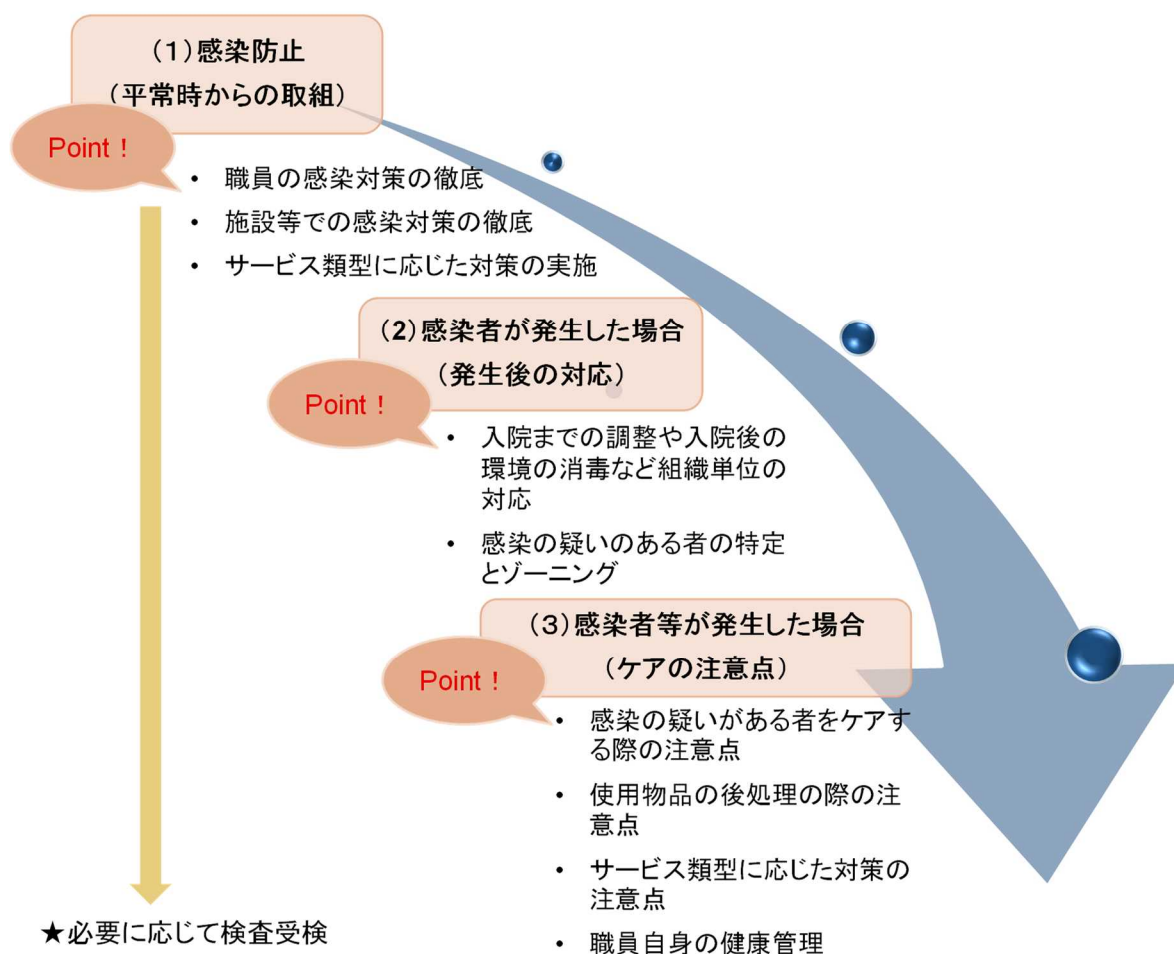 (1)感染防止
(平常時からの取組)
Point！
• 職員の感染対策の徹底
• 施設等での感染対策の徹底
• サービス類型に応じた対策の実施
(2)感染者が発生した場合
(発生後の対応)
Point！
• 入院までの調整や入院後の
環境の消毒など組織単位の
対応
• 感染の疑いのある者の特定
とゾーニング
(3)感染者等が発生した場合
(ケアの注意点)
Point！
• 感染の疑いがある者をケアす
る際の注意点
• 使用物品の後処理の際の注
意点
• サービス類型に応じた対策の
注意点
• 職員自身の健康管理
★必要に応じて検査受検